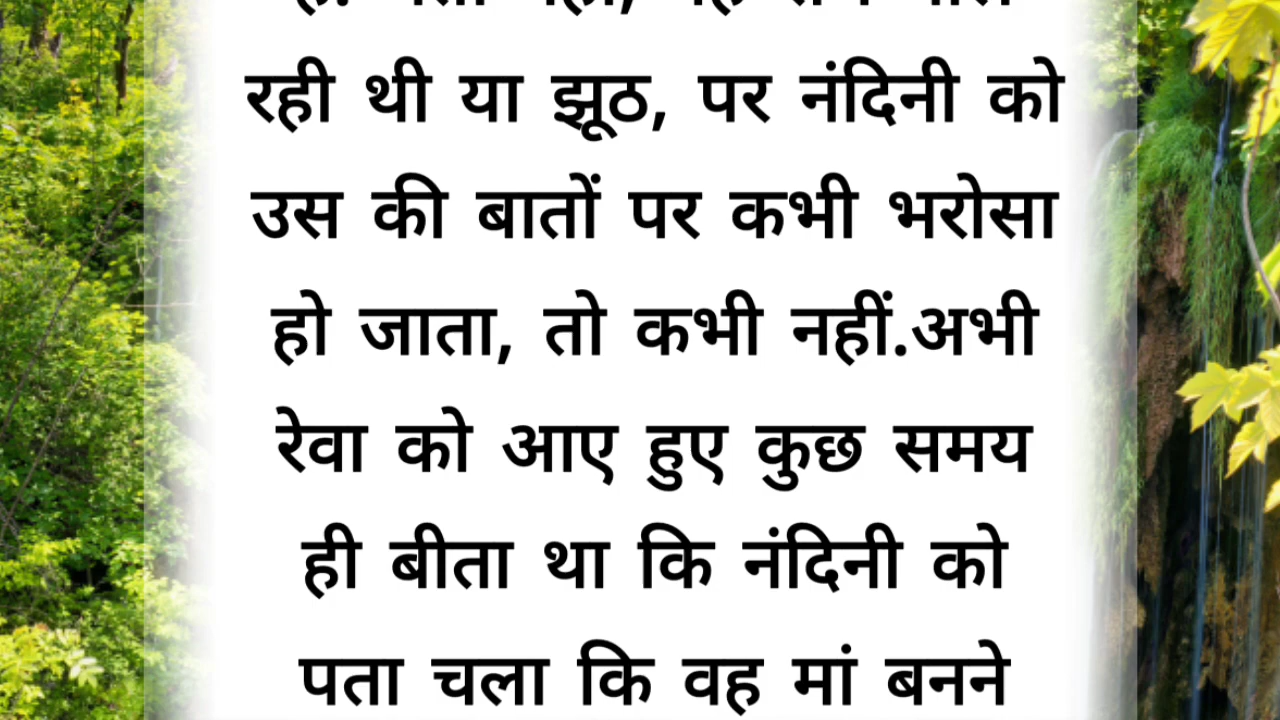 रही थी या झूठ, पर नंदिनी को
उस की बातों पर कभी भरोसा
हो जाता, तो कभी नहीं.अभी
रेवा को आए हुए कुछ समय
ही बीता था कि नंदिनी को
पता चला कि वह मां बनने